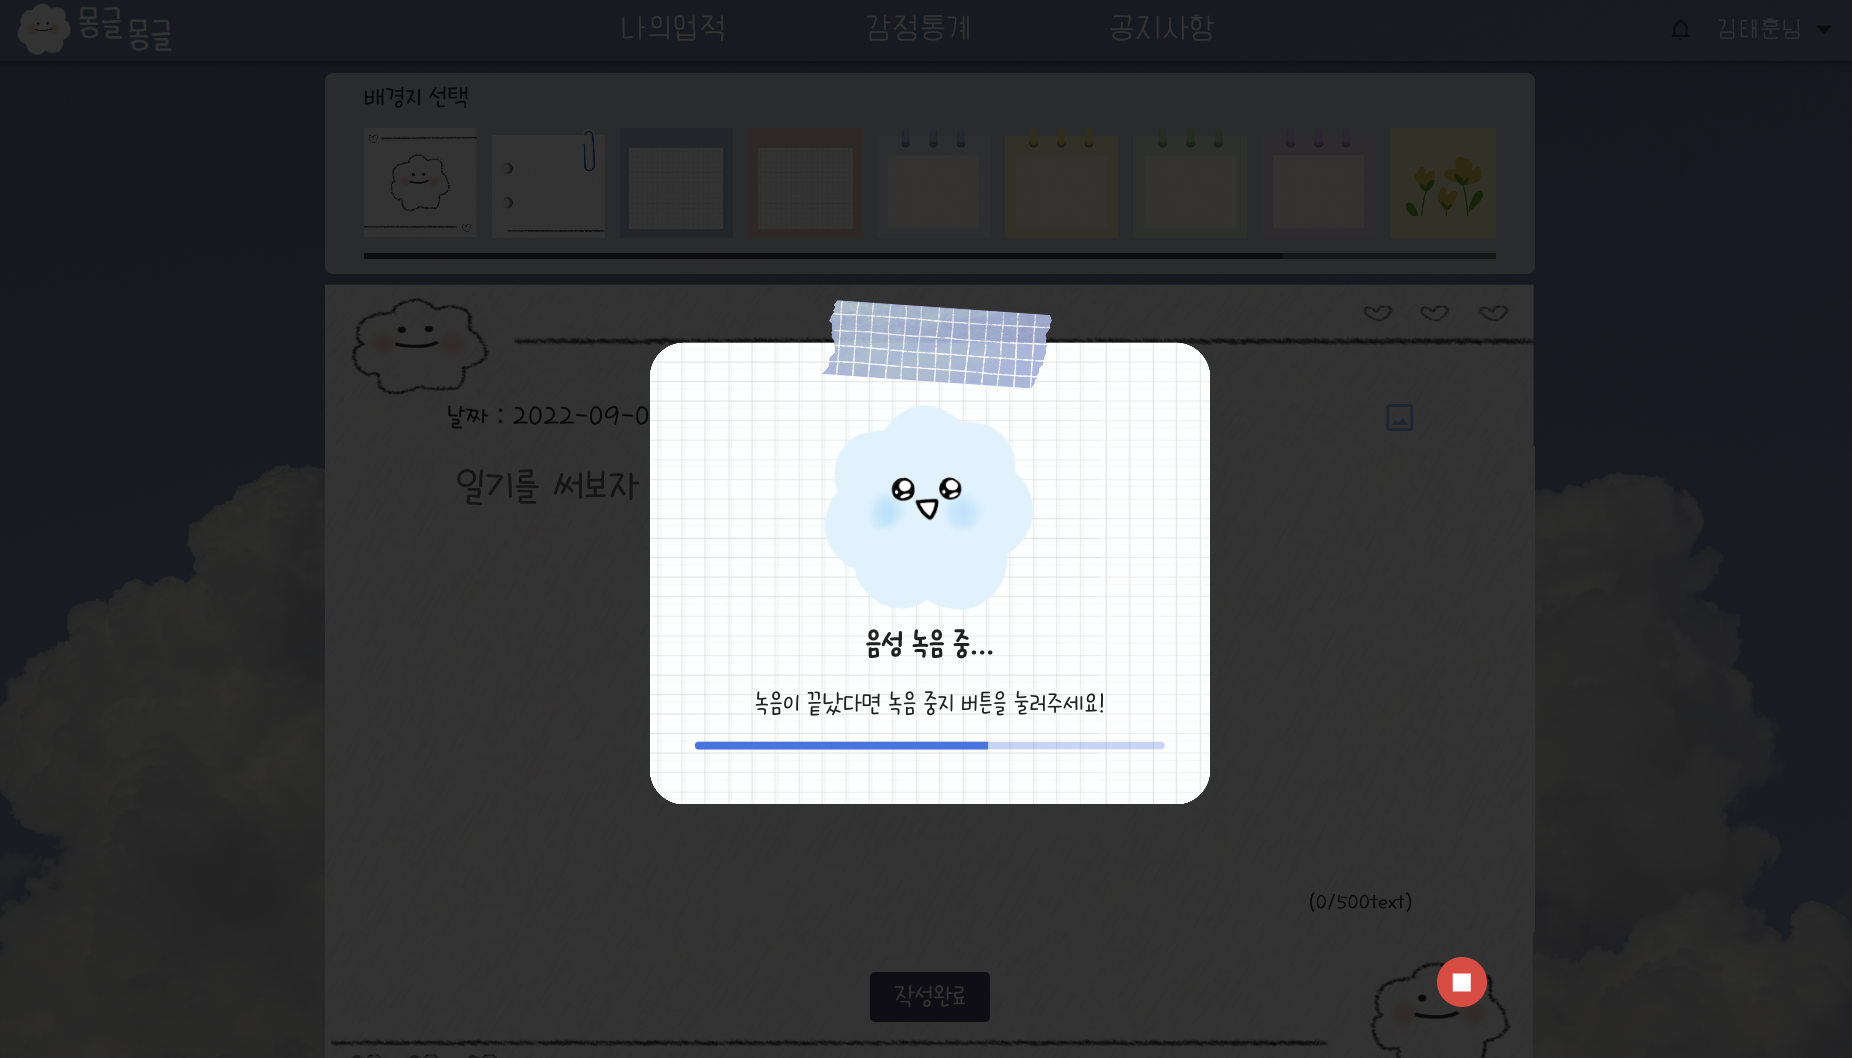 몽글몽글
나의업적 감정통계 공지사항 김태훈님
배경지 선택
날짜 : 2022-09-0
일기를 써보자
음성 녹음 중...
녹음이 끝났다면 녹음 중지 버튼을 눌러주세요!
(0/500text)
작성완료